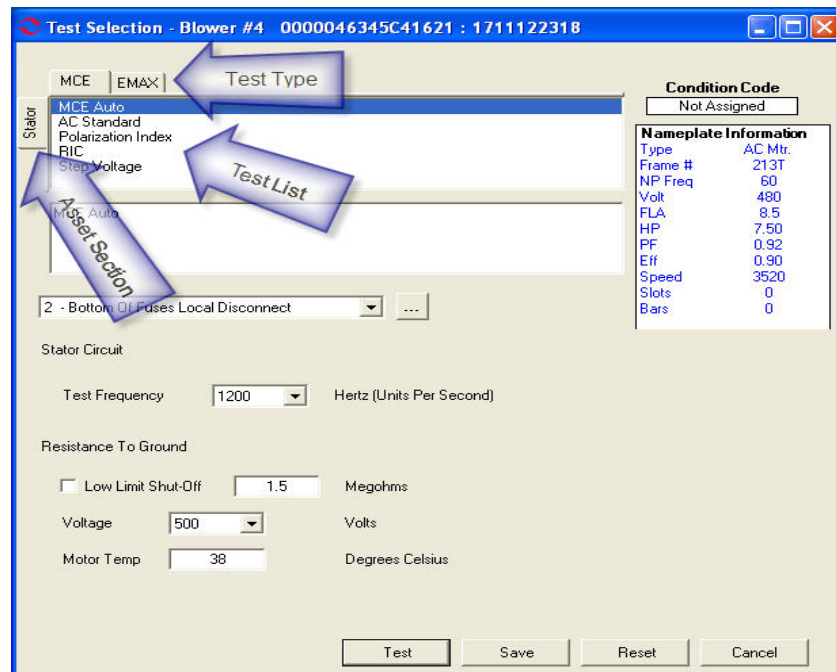 Test Selection - Blower #4 0000046345C41621 : 1711122318
MCE EMAX
Test Type
Stator
MCE Auto
AC Standard
Polarization Index
RIC
Step Voltage
Test List
MCE Auto
Asset Section
Condition Code
Not Assigned
Nameplate Information
Type AC Mtr.
Frame # 213T
NP Freq 60
Volt 480
FLA 8.5
HP 7.50
PF 0.92
Eff 0.90
Speed 3520
Slots 0
Bars 0
2 - Bottom Of Fuses Local Disconnect ...
Stator Circuit
Test Frequency 1200 Hertz (Units Per Second)
Resistance To Ground
Low Limit Shut-Off 1.5 Megohms
Voltage 500 Volts
Motor Temp 38 Degrees Celsius
Test Save Reset Cancel